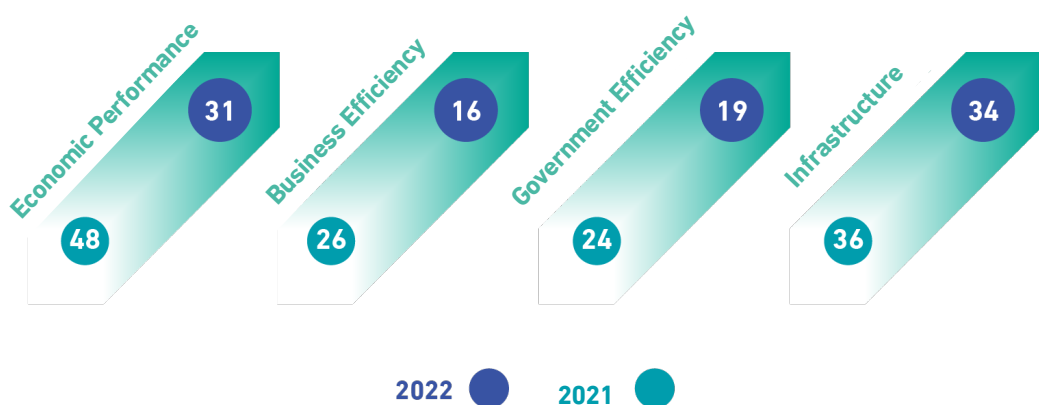 Economic Performance
31
48
Business Efficiency
16
26
Government Efficiency
19
24
Infrastructure
34
36
2022
2021